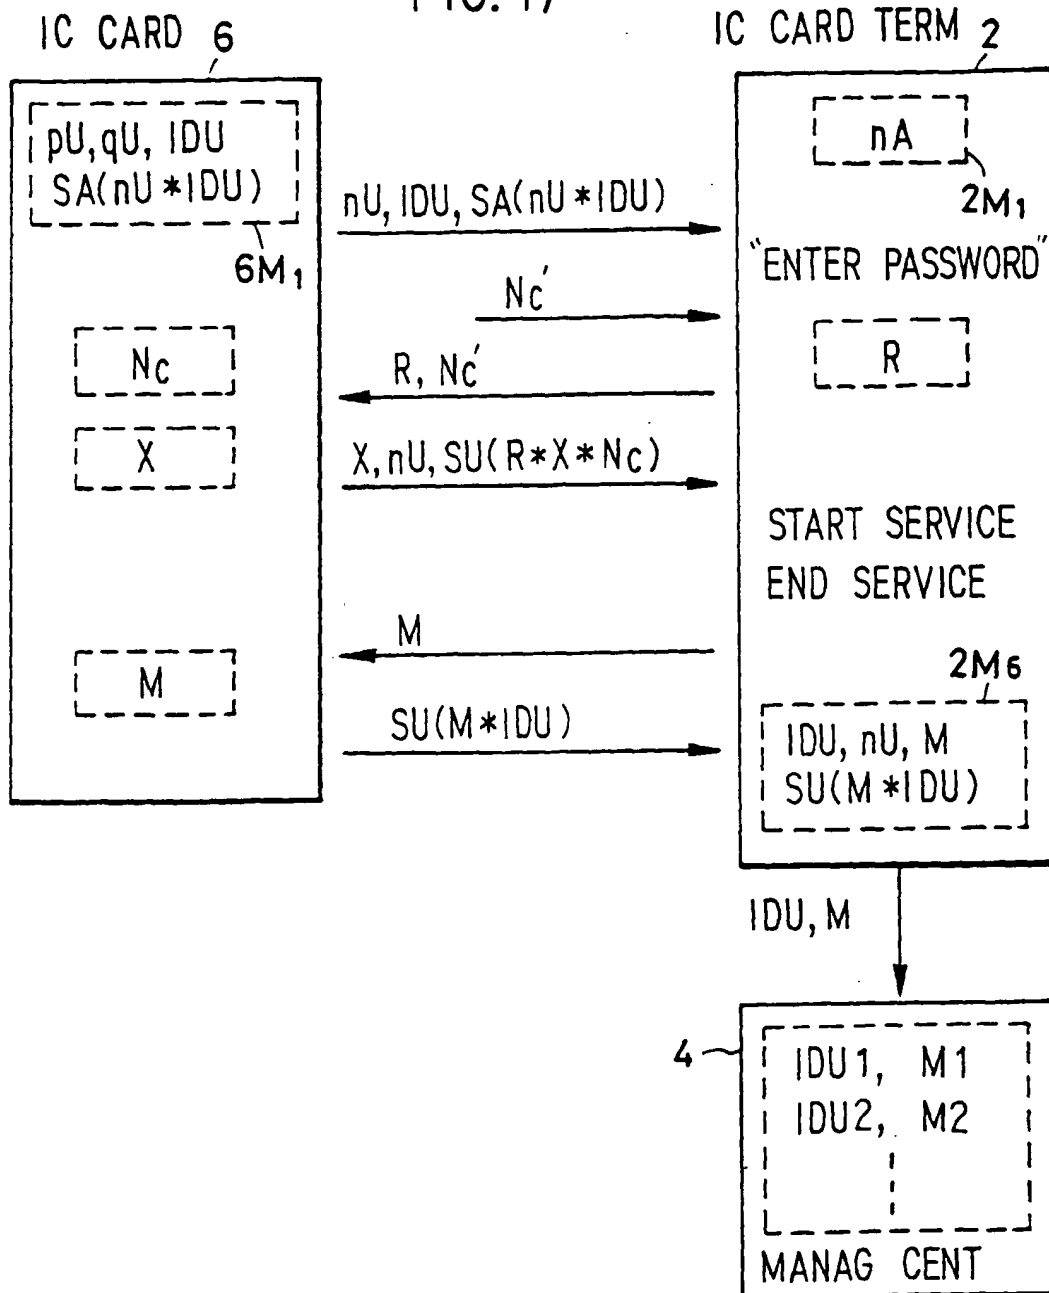 FIG. 17
IC CARD 6
IC CARD TERM 2
pU, qU, IDU
SA(nU*IDU)
6M1
nA
2M1
nU, IDU, SA(nU*IDU)
"ENTER PASSWORD"
Nc'
Nc
R
R, Nc'
X
X, nU, SU(R*X*Nc)
START SERVICE
END SERVICE
M
M
2M6
SU(M*IDU)
IDU, nU, M
SU(M*IDU)
IDU, M
4
IDU1, M1
IDU2, M2
MANAG CENT